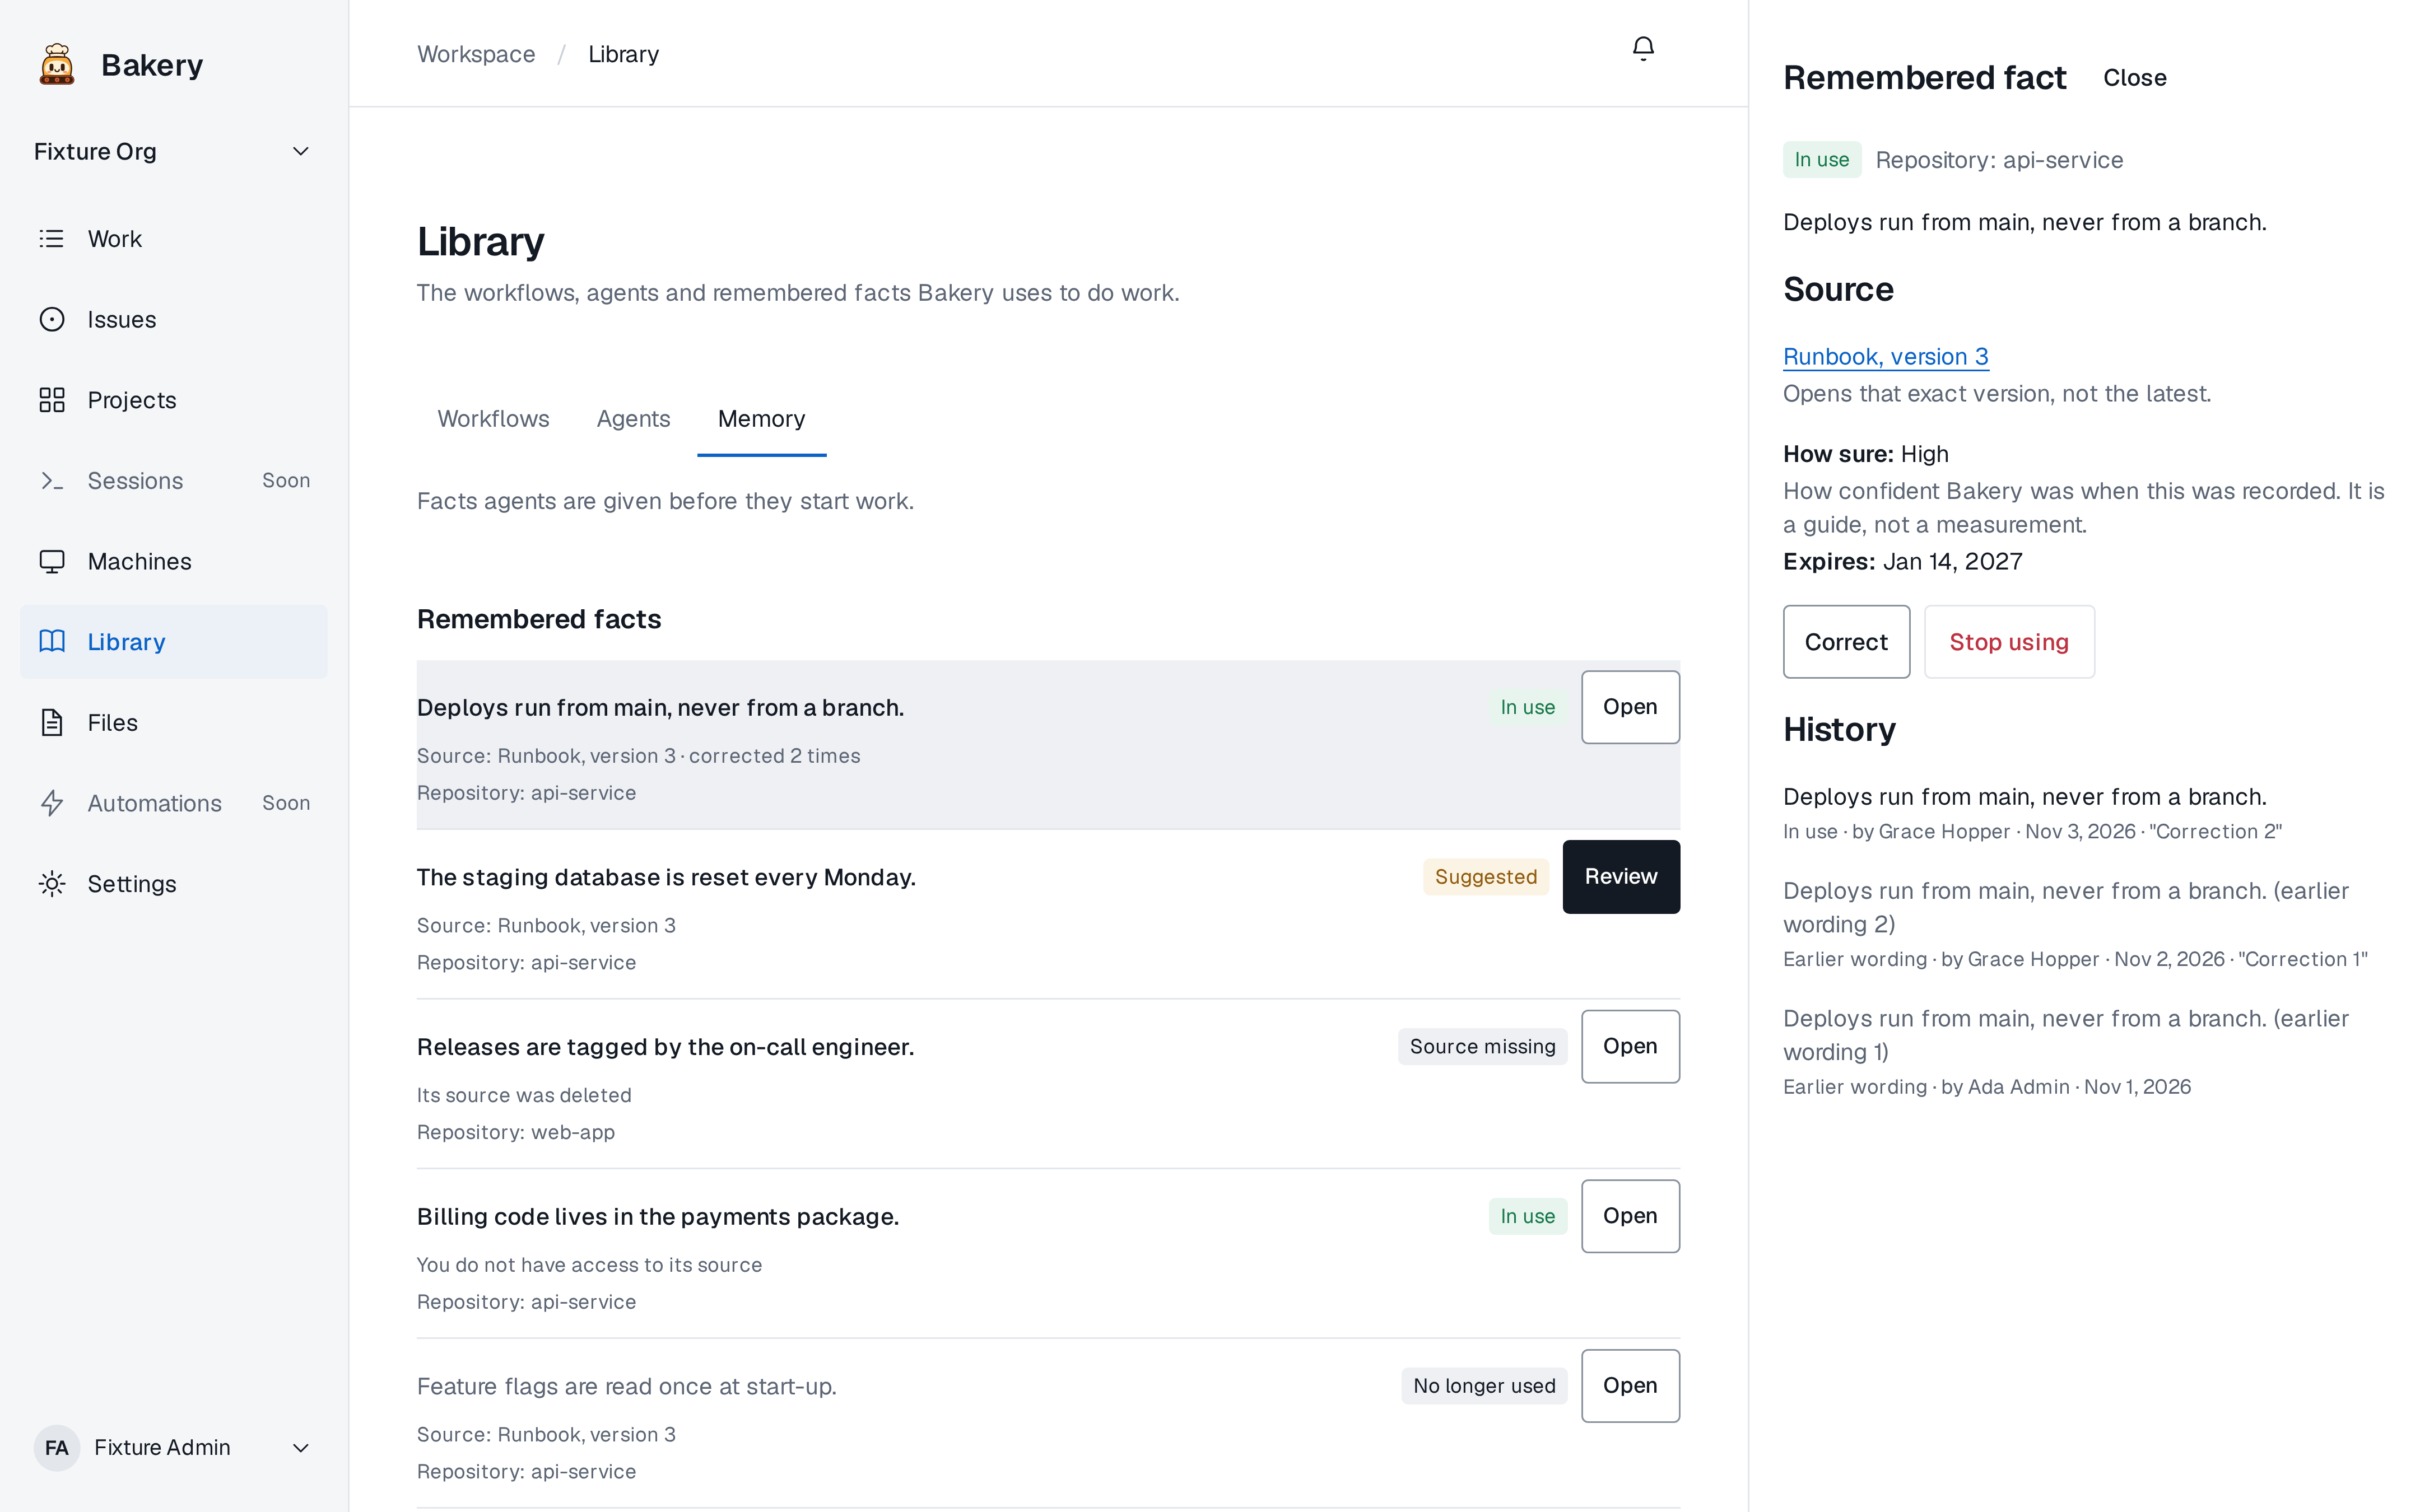 Bakery
Fixture Org
Work
Issues
Projects
Sessions Soon
Machines
Library
Files
Automations Soon
Settings
FA Fixture Admin
Workspace / Library
Library
The workflows, agents and remembered facts Bakery uses to do work.
Workflows Agents Memory
Facts agents are given before they start work.
Remembered facts
Deploys run from main, never from a branch. In use Open
Source: Runbook, version 3 · corrected 2 times
Repository: api-service
The staging database is reset every Monday. Suggested Review
Source: Runbook, version 3
Repository: api-service
Releases are tagged by the on-call engineer. Source missing Open
Its source was deleted
Repository: web-app
Billing code lives in the payments package. In use Open
You do not have access to its source
Repository: api-service
Feature flags are read once at start-up. No longer used Open
Source: Runbook, version 3
Repository: api-service
Remembered fact Close
In use Repository: api-service
Deploys run from main, never from a branch.
Source
Runbook, version 3
Opens that exact version, not the latest.
How sure: High
How confident Bakery was when this was recorded. It is
a guide, not a measurement.
Expires: Jan 14, 2027
Correct Stop using
History
Deploys run from main, never from a branch.
In use · by Grace Hopper · Nov 3, 2026 · "Correction 2"
Deploys run from main, never from a branch. (earlier
wording 2)
Earlier wording · by Grace Hopper · Nov 2, 2026 · "Correction 1"
Deploys run from main, never from a branch. (earlier
wording 1)
Earlier wording · by Ada Admin · Nov 1, 2026